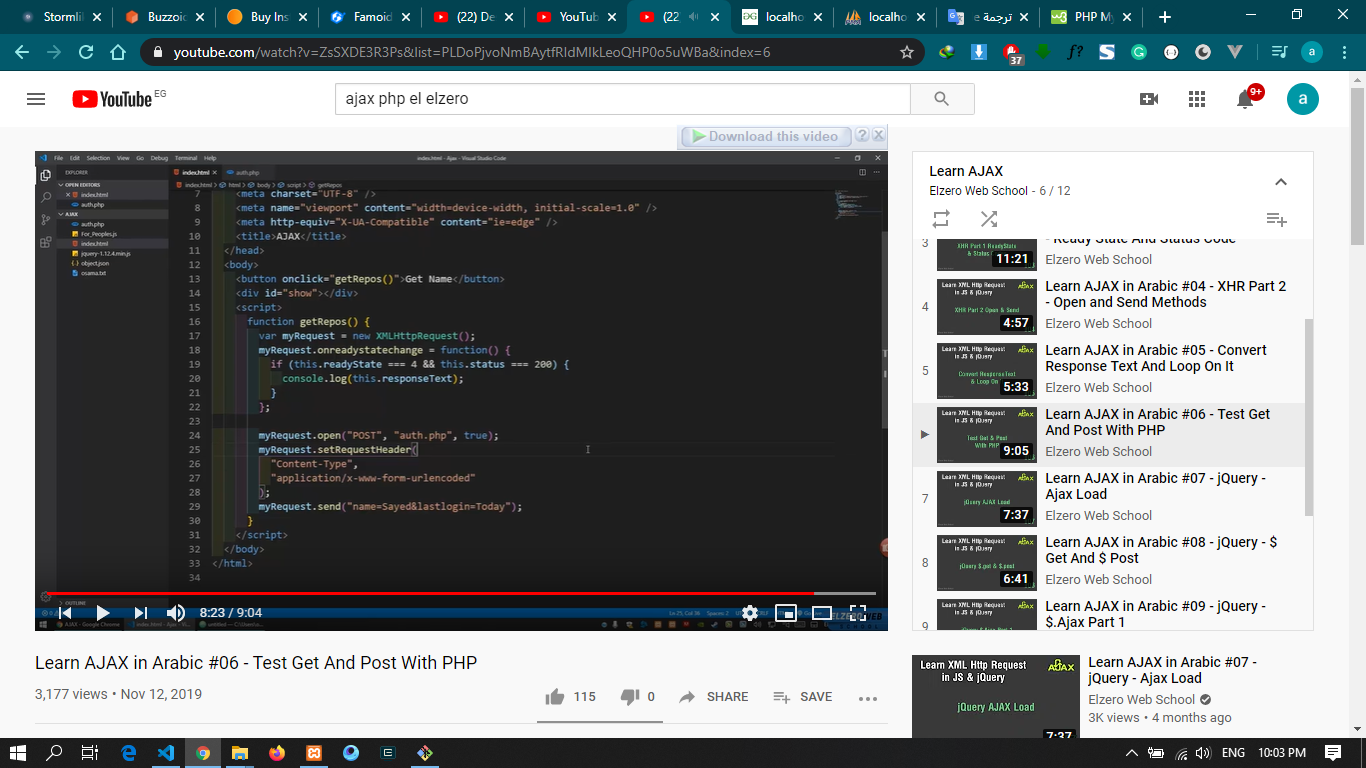 Stormlil
Buzzoic
Buy Ins
Famoid
(22) De
YouTub
(22
localho
localho
ترجمة
PHP My
youtube.com/watch?v=ZsSXDE3R3Ps&list=PLDoPjvoNmBAytfRIdMIkLeoQHP0o5uWBa&index=6
37
f?
a
YouTube EG
ajax php el elzero
9+
a
Download this video
File Edit Selection View Go Debug Terminal Help
index.html - Ajax - Visual Studio Code
EXPLORER
OPEN EDITORS
index.html
auth.php
AJAX
auth.php
For_Peoples.js
index.html
jquery-1.12.4.min.js
object.json
osama.txt
OUTLINE
index.html auth.php
index.html > html > body > script > getRepos
7 <meta charset="UTF-8" />
8 <meta name="viewport" content="width=device-width, initial-scale=1.0" />
9 <meta http-equiv="X-UA-Compatible" content="ie=edge" />
10 <title>AJAX</title>
11 </head>
12 <body>
13 <button onclick="getRepos()">Get Name</button>
14 <div id="show"></div>
15 <script>
16 function getRepos() {
17 var myRequest = new XMLHttpRequest();
18 myRequest.onreadystatechange = function() {
19 if (this.readyState === 4 && this.status === 200) {
20 console.log(this.responseText);
21 }
22 };
23
24 myRequest.open("POST", "auth.php", true);
25 myRequest.setRequestHeader(
26 "Content-Type",
27 "application/x-www-form-urlencoded"
28 );
29 myRequest.send("name=Sayed&lastlogin=Today");
30 }
31 </script>
32 </body>
33 </html>
34
8:23 / 9:04
Learn AJAX in Arabic #06 - Test Get And Post With PHP
3,177 views • Nov 12, 2019
115
0
SHARE
SAVE
Learn AJAX
Elzero Web School - 6 / 12
3
11:21
- Ready State And Status Code
Elzero Web School
4
Learn XML Http Request
in JS & jQuery
AJAX
XHR Part 2 Open & Send
4:57
Learn AJAX in Arabic #04 - XHR Part 2
- Open and Send Methods
Elzero Web School
5
Learn XML Http Request
in JS & jQuery
AJAX
Convert ResponseText
& Loop On
5:33
Learn AJAX in Arabic #05 - Convert
Response Text And Loop On It
Elzero Web School
Learn XML Http Request
in JS & jQuery
AJAX
Test Get & Post
With PHP
9:05
Learn AJAX in Arabic #06 - Test Get
And Post With PHP
Elzero Web School
7
Learn XML Http Request
in JS & jQuery
AJAX
jQuery AJAX Load
7:37
Learn AJAX in Arabic #07 - jQuery -
Ajax Load
Elzero Web School
8
Learn XML Http Request
in JS & jQuery
AJAX
jQuery $.get & $.post
6:41
Learn AJAX in Arabic #08 - jQuery - $
Get And $ Post
Elzero Web School
9
Learn XML Http Request
in JS & jQuery
AJAX
Learn AJAX in Arabic #09 - jQuery -
$.Ajax Part 1
Learn XML Http Request
in JS & jQuery
AJAX
jQuery AJAX Load
7:37
Learn AJAX in Arabic #07 -
jQuery - Ajax Load
Elzero Web School
3K views • 4 months ago
ENG
10:03 PM